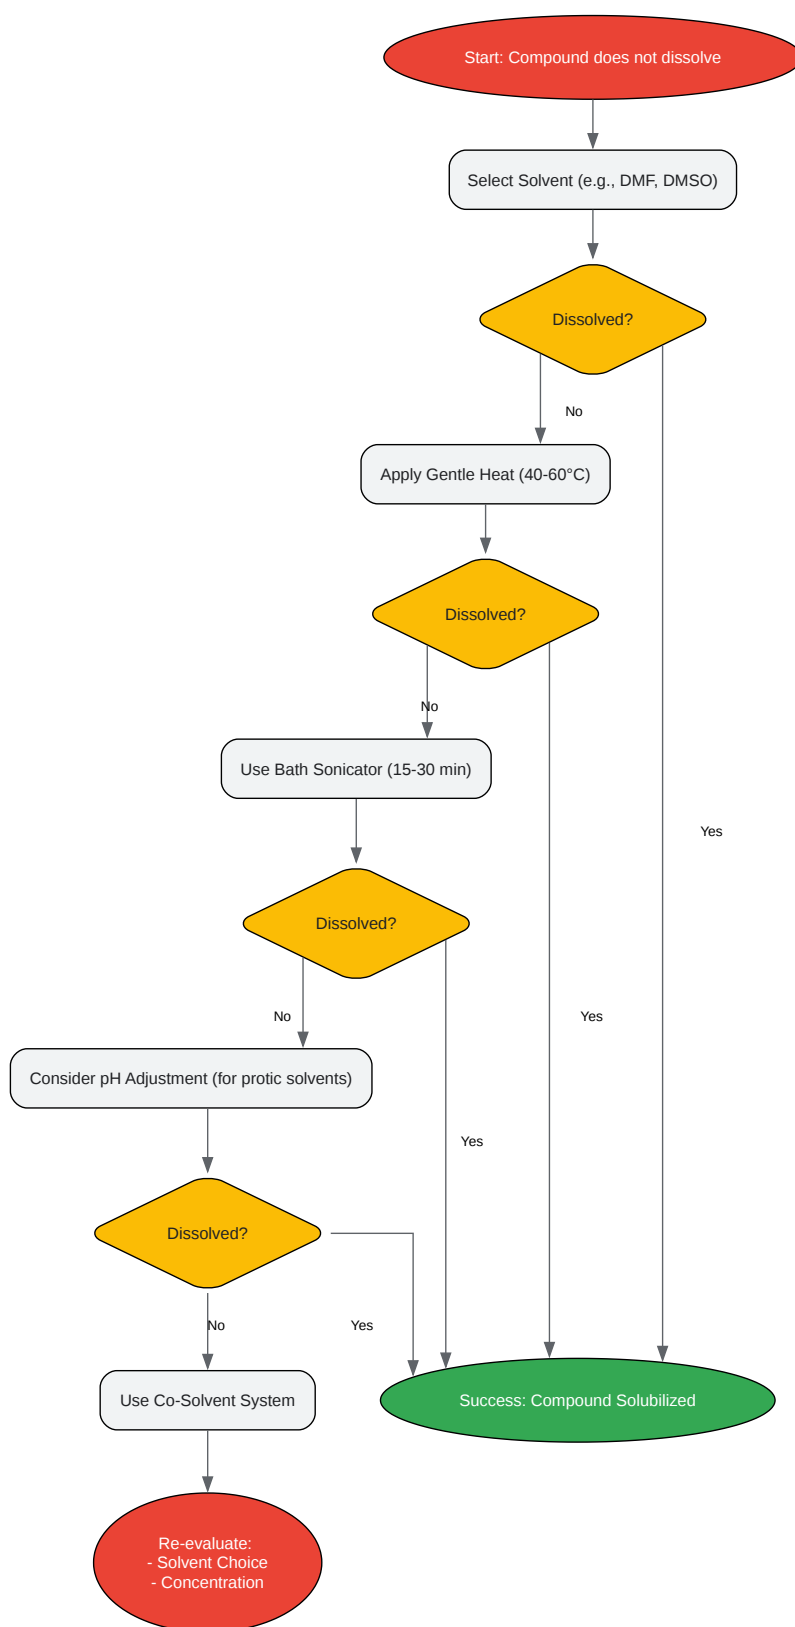 Start: Compound does not dissolve
Select Solvent (e.g., DMF, DMSO)
Dissolved?
No
Apply Gentle Heat (40-60°C)
Dissolved?
No
Use Bath Sonicator (15-30 min)
Yes
Dissolved?
No
Yes
Consider pH Adjustment (for protic solvents)
Yes
Dissolved?
No
Yes
Use Co-Solvent System
Success: Compound Solubilized
Re-evaluate:
- Solvent Choice
- Concentration